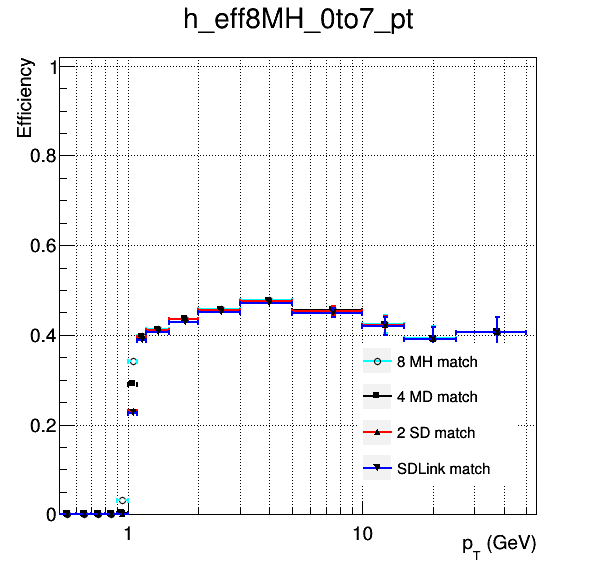 h_eff8MH_0to7_pt
Efficiency
1
0.8
0.6
0.4
0.2
0
8 MH match
4 MD match
2 SD match
SDLink match
1
10
p_T (GeV)